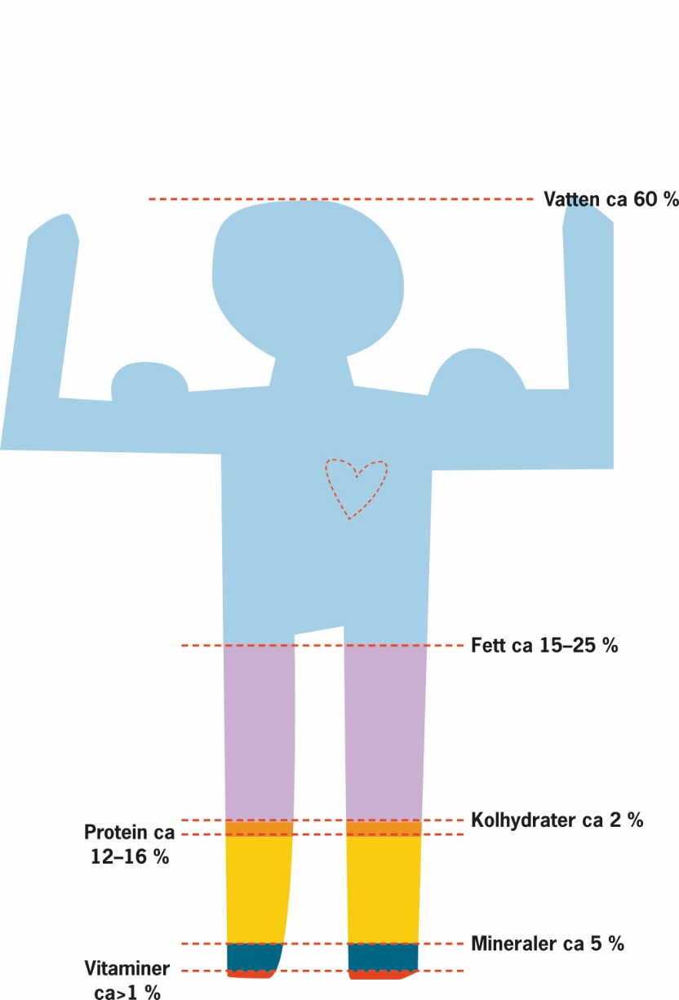 Vatten ca 60 %
Fett ca 15–25 %
Kolhydrater ca 2 %
Protein ca
12–16 %
Mineraler ca 5 %
Vitaminer
ca>1 %